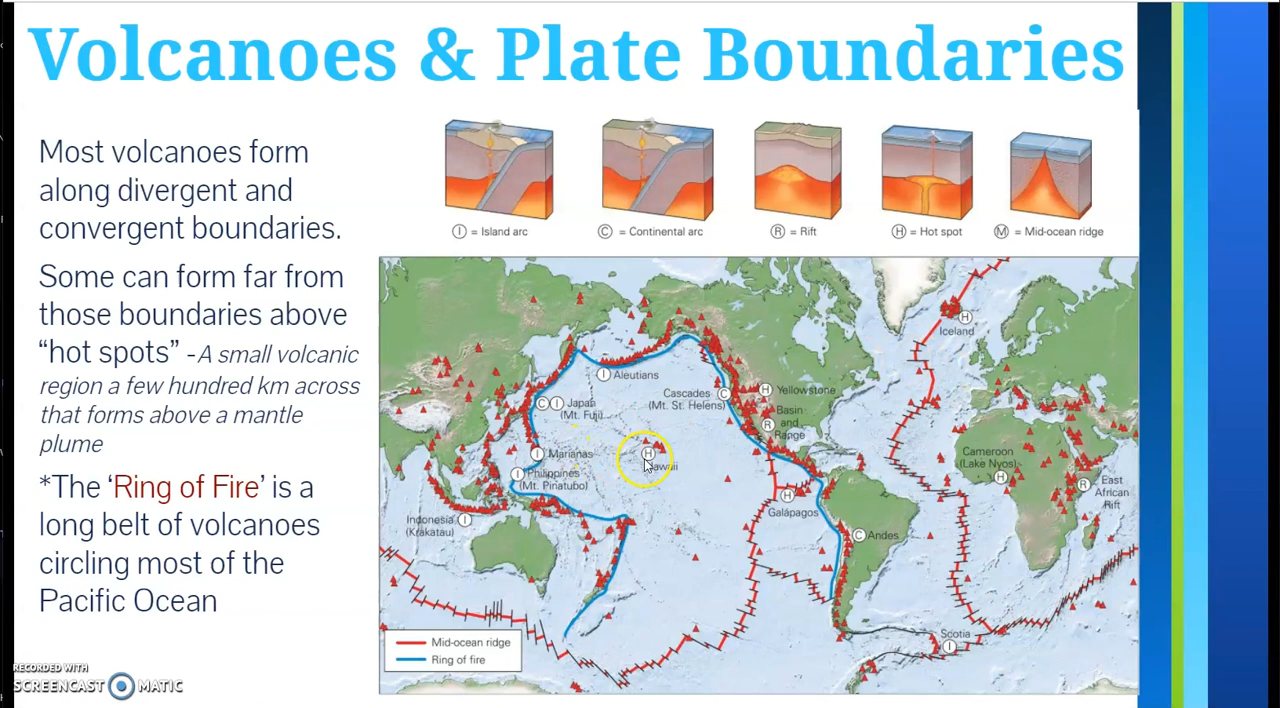 Volcanoes & Plate Boundaries
Most volcanoes form
along divergent and
convergent boundaries.
Some can form far from
those boundaries above
“hot spots” -A small volcanic
region a few hundred km across
that forms above a mantle
plume
*The ‘Ring of Fire’ is a
long belt of volcanoes
circling most of the
Pacific Ocean
I = Island arc
C = Continental arc
R = Rift
H = Hot spot
M = Mid-ocean ridge
H
Iceland
I Aleutians
Cascades C
(Mt. St. Helens)
H Yellowstone
Basin
R and
Range
C I Japan
(Mt. Fuji)
I Marianas
H
Hawaii
I Philippines
(Mt. Pinatubo)
Indonesia I
(Krakatau)
H
Galápagos
C Andes
Cameroon
(Lake Nyos) H
R East
African
Rift
Scotia
I
Mid-ocean ridge
Ring of fire
RECORDED WITH
SCREENCAST MATIC